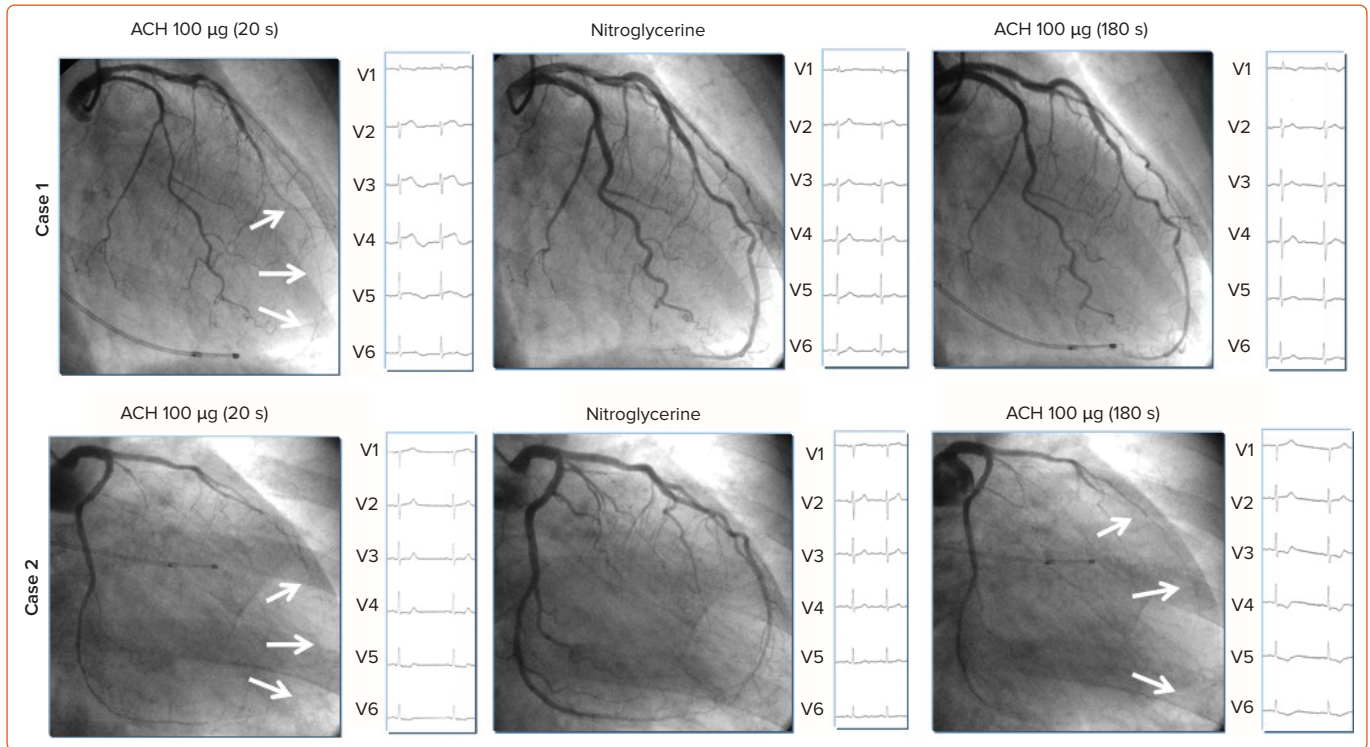 ACH 100 µg (20 s)
Nitroglycerine
ACH 100 µg (180 s)
Case 1
V1
V2
V3
V4
V5
V6
V1
V2
V3
V4
V5
V6
V1
V2
V3
V4
V5
V6
ACH 100 µg (20 s)
Nitroglycerine
ACH 100 µg (180 s)
Case 2
V1
V2
V3
V4
V5
V6
V1
V2
V3
V4
V5
V6
V1
V2
V3
V4
V5
V6